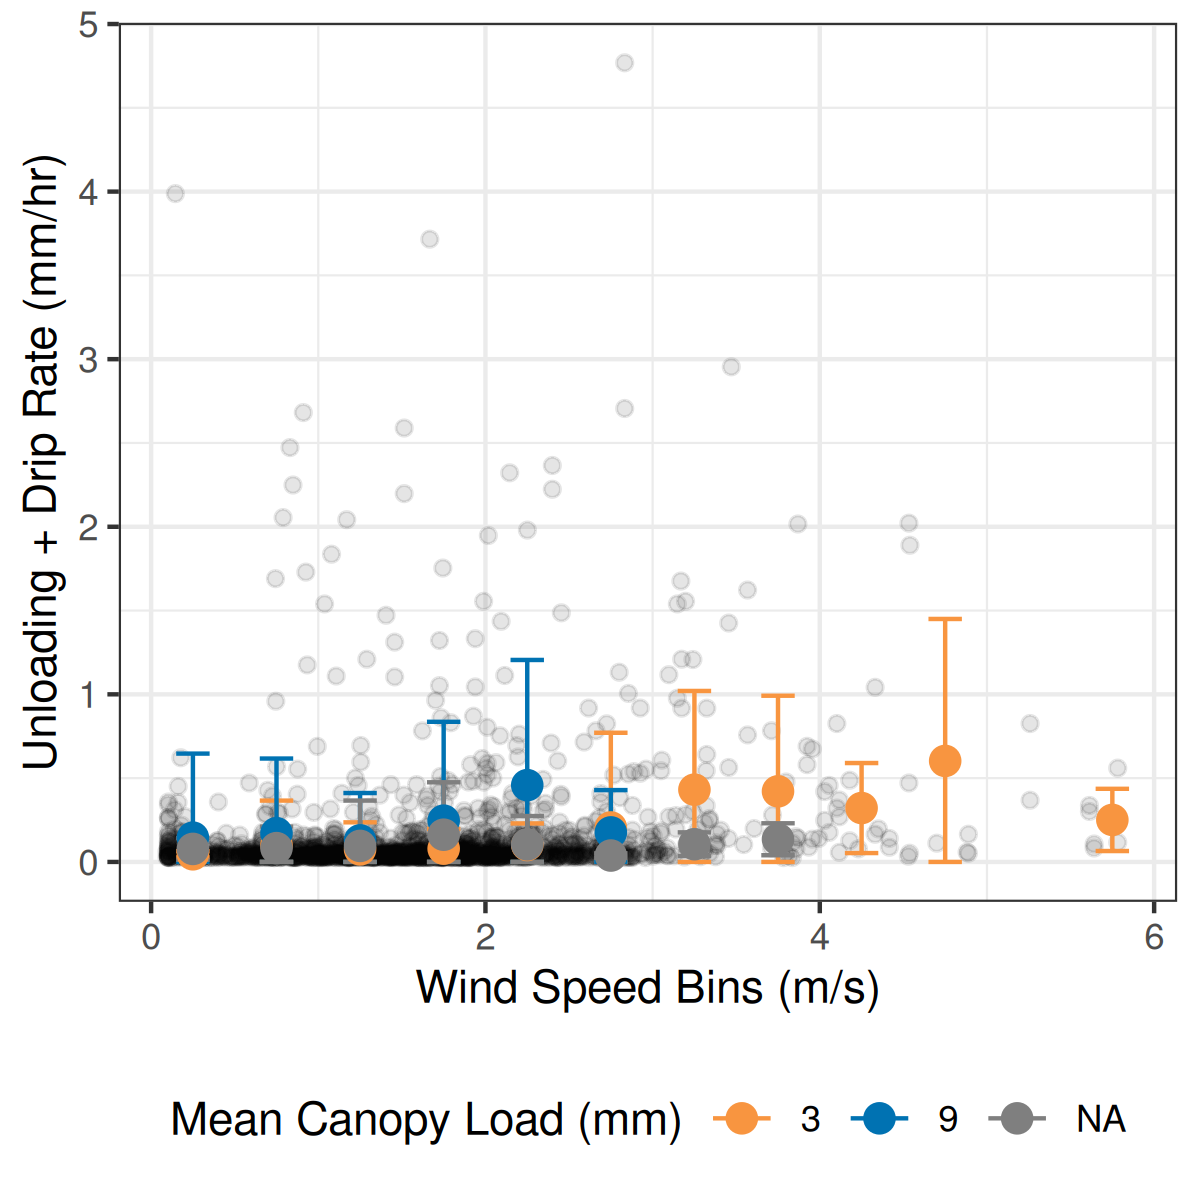 5
4
3
2
1
0
Unloading + Drip Rate (mm/hr)
0 2 4 6
Wind Speed Bins (m/s)
Mean Canopy Load (mm) 3 9 NA